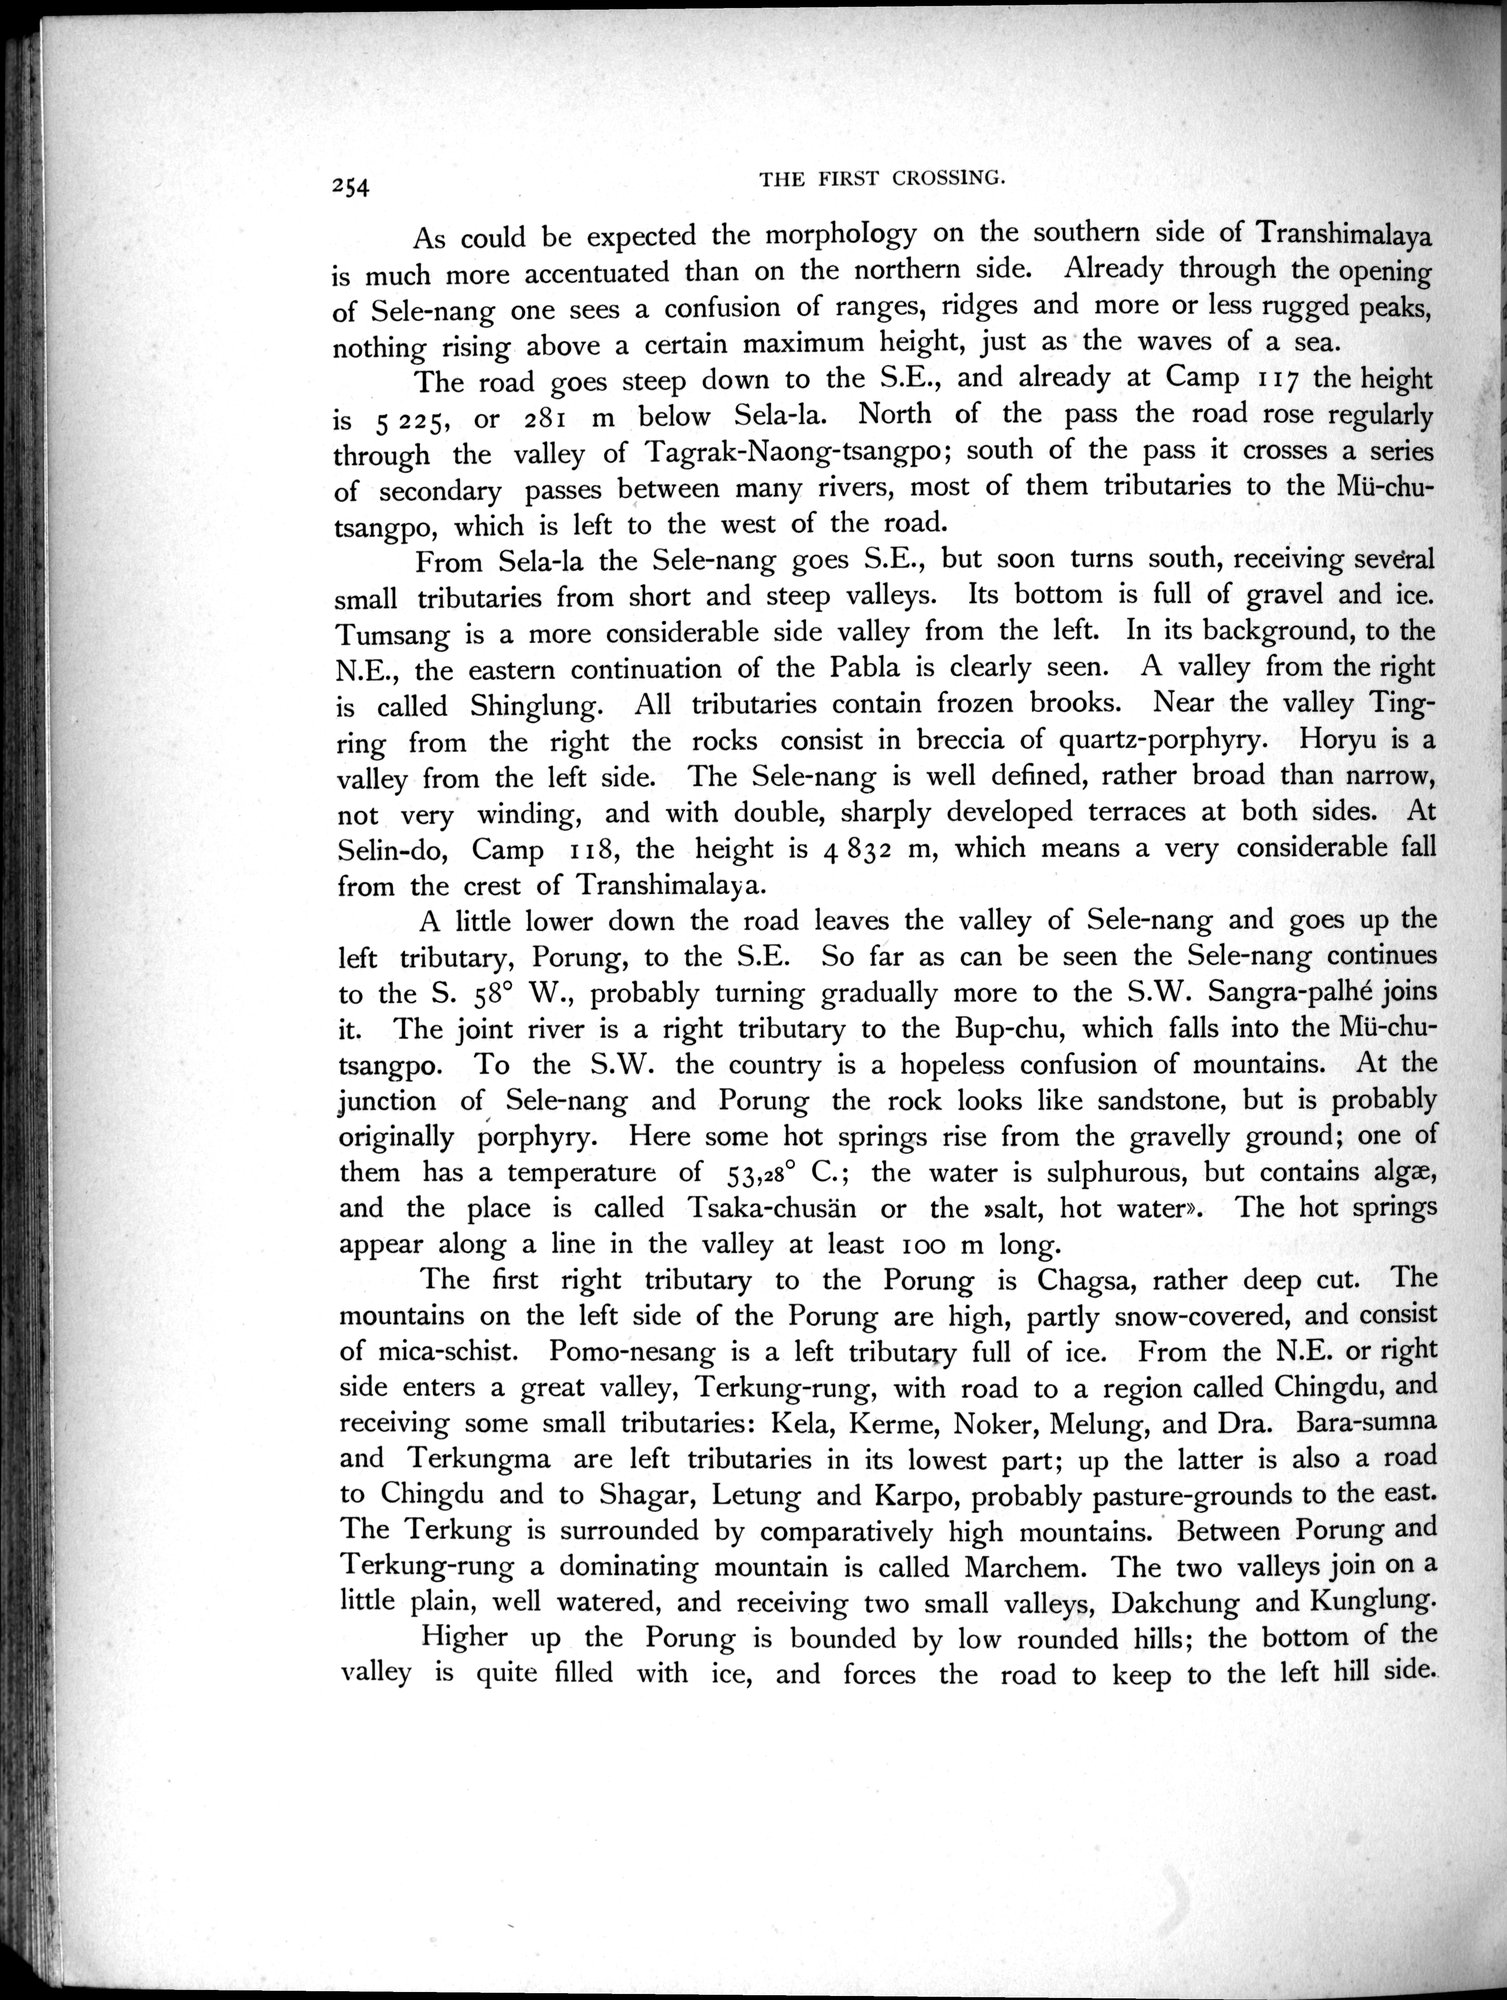 254
THE FIRST CROSSING.
As could be expected the morphology on the southern side of Transhimalaya
is much more accentuated than on the northern side. Already through the opening
of Sele-nang one sees a confusion of ranges, ridges and more or less rugged peaks,
nothing rising above a certain maximum height, just as the waves of a sea.
The road goes steep down to the S.E., and already at Camp 117 the height
is 5 225, or 281 m below Sela-la. North of the pass the road rose regularly
through the valley of Tagrak-Naong-tsangpo; south of the pass it crosses a series
of secondary passes between many rivers, most of them tributaries to the Mü-chu-
tsangpo, which is left to the west of the road.
From Sela-la the Sele-nang goes S.E., but soon turns south, receiving several
small tributaries from short and steep valleys. Its bottom is full of gravel and ice.
Tumsang is a more considerable side valley from the left. In its background, to the
N.E., the eastern continuation of the Pabla is clearly seen. A valley from the right
is called Shinglung. All tributaries contain frozen brooks. Near the valley Ting-
ring from the right the rocks consist in breccia of quartz-porphyry. Horyu is a
valley from the left side. The Sele-nang is well defined, rather broad than narrow,
not very winding, and with double, sharply developed terraces at both sides. At
Selin-do, Camp 118, the height is 4 832 m, which means a very considerable fall
from the crest of Transhimalaya.
A little lower down the road leaves the valley of Sele-nang and goes up the
left tributary, Porung, to the S.E. So far as can be seen the Sele-nang continues
to the S. 58° W., probably turning gradually more to the S.W. Sangra-palhé joins
it. The joint river is a right tributary to the Bup-chu, which falls into the Mü-chu-
tsangpo. To the S.W. the country is a hopeless confusion of mountains. At the
junction of Sele-nang and Porung the rock looks like sandstone, but is probably
originally porphyry. Here some hot springs rise from the gravelly ground; one of
them has a temperature of 53,28° C.; the water is sulphurous, but contains algæ,
and the place is called Tsaka-chusän or the »salt, hot water». The hot springs
appear along a line in the valley at least 100 m long.
The first right tributary to the Porung is Chagsa, rather deep cut. The
mountains on the left side of the Porung are high, partly snow-covered, and consist
of mica-schist. Pomo-nesang is a left tributary full of ice. From the N.E. or right
side enters a great valley, Terkung-rung, with road to a region called Chingdu, and
receiving some small tributaries: Kela, Kerme, Noker, Melung, and Dra. Bara-sumna
and Terkungma are left tributaries in its lowest part; up the latter is also a road
to Chingdu and to Shagar, Letung and Karpo, probably pasture-grounds to the east.
The Terkung is surrounded by comparatively high mountains. Between Porung and
Terkung-rung a dominating mountain is called Marchem. The two valleys join on a
little plain, well watered, and receiving two small valleys, Dakchung and Kunglung.
Higher up the Porung is bounded by low rounded hills; the bottom of the
valley is quite filled with ice, and forces the road to keep to the left hill side.